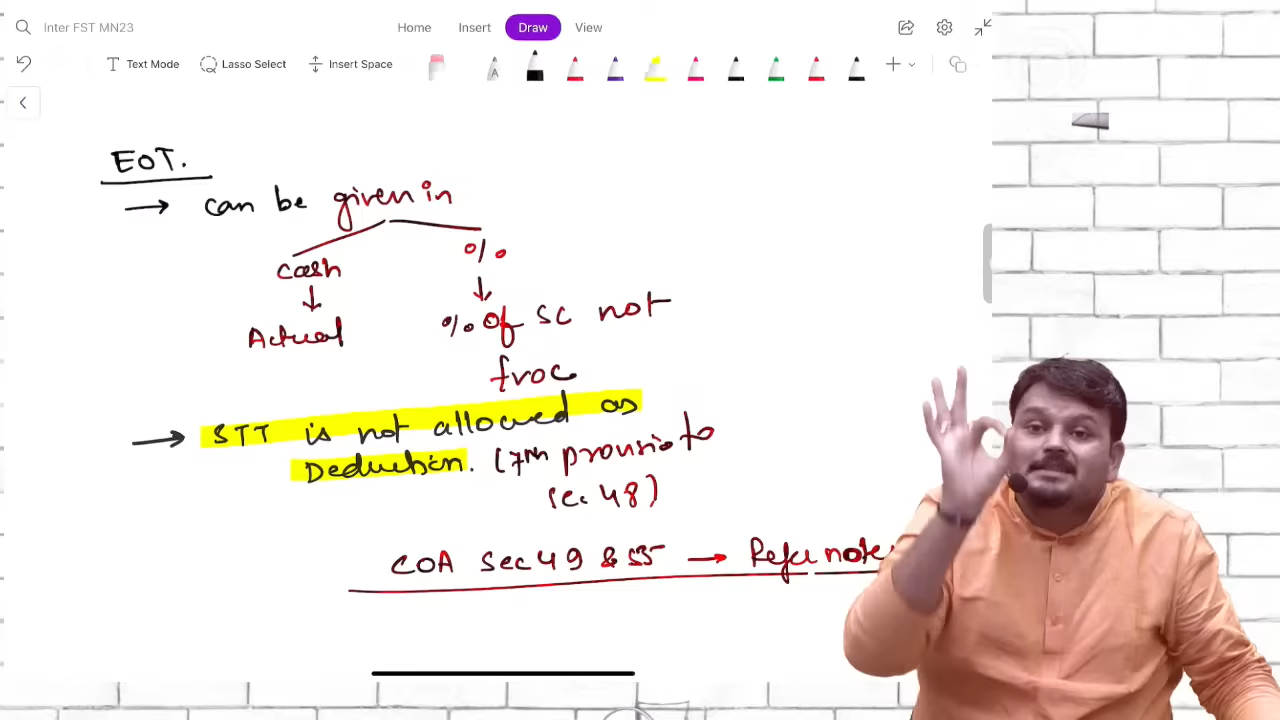 Inter FST MN23
Home Insert Draw View
Text Mode Lasso Select Insert Space
EOT.
→ can be given in
cash %
↓ ↓
Actual % of SC not
froc
→ STT is not allowed as
Deduction. (7th proviso to
Sec 48)
COA Sec 49 & 55 → Refer notes